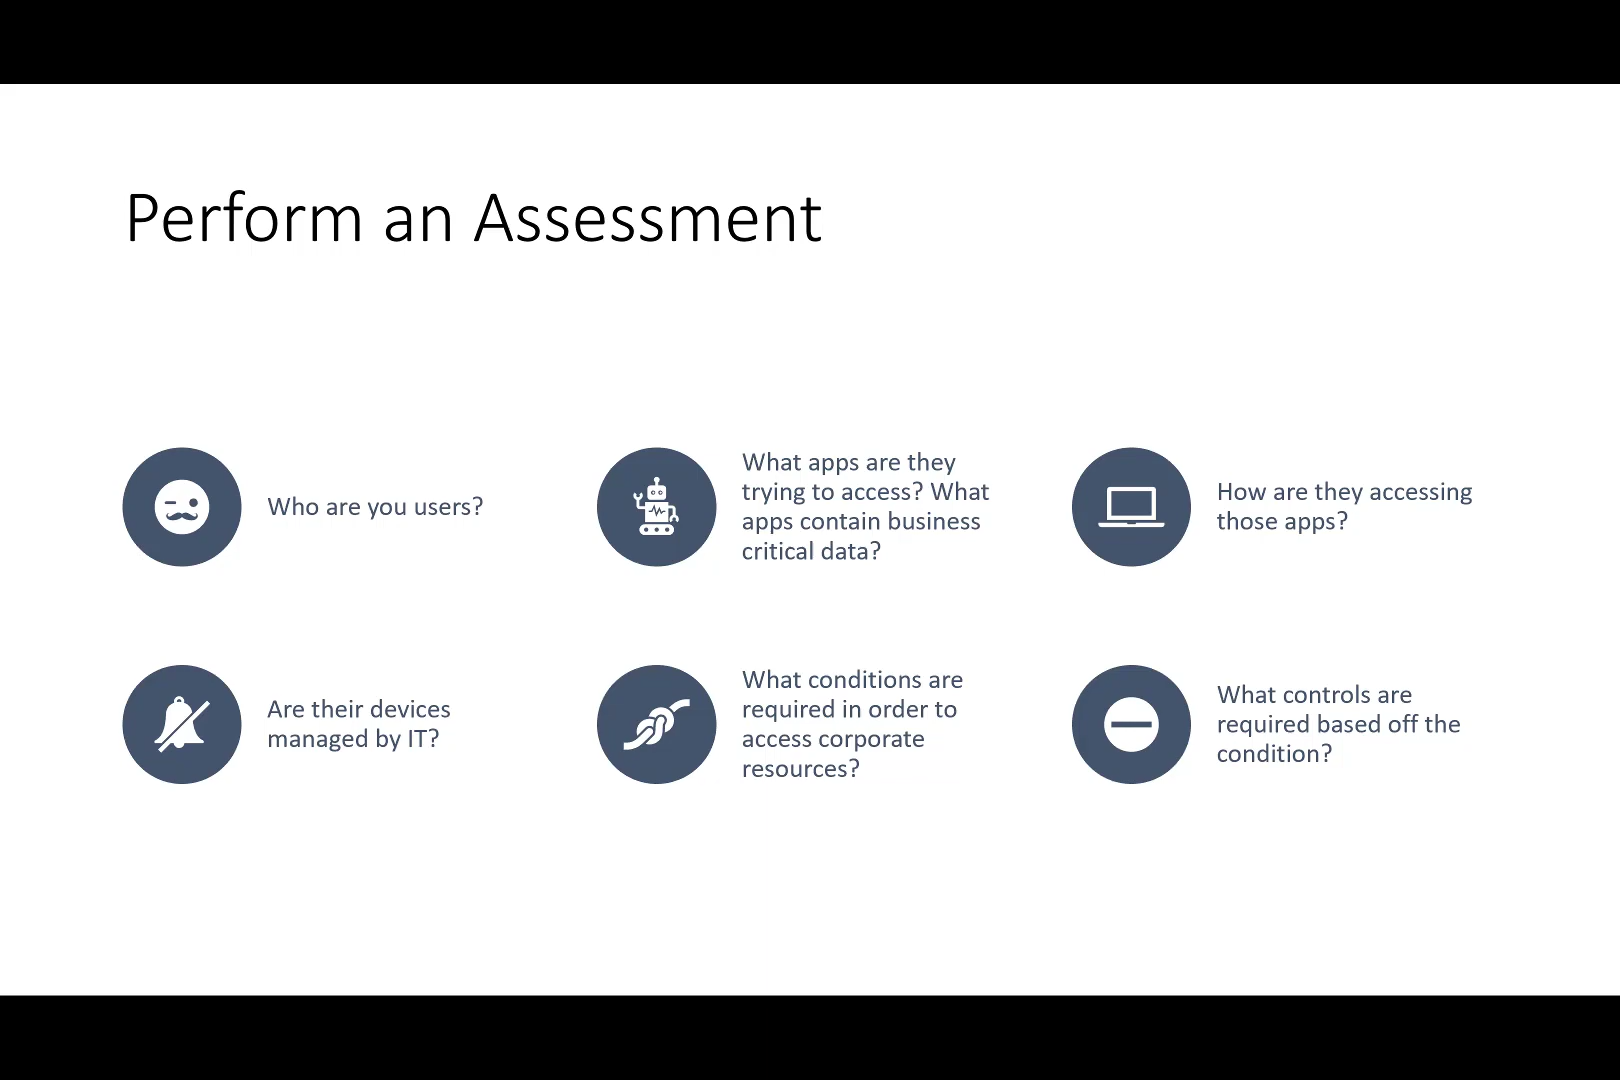 Perform an Assessment
Who are you users?
What apps are they
trying to access? What
apps contain business
critical data?
How are they accessing
those apps?
Are their devices
managed by IT?
What conditions are
required in order to
access corporate
resources?
What controls are
required based off the
condition?